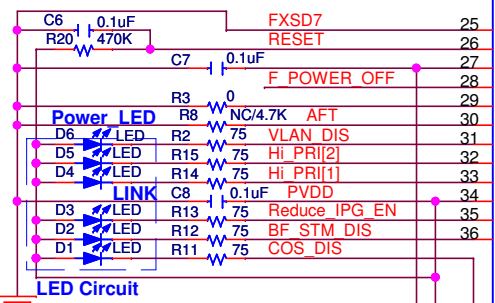 C6 0.1uF FXSD7 25
R20 470K RESET 26
C7 0.1uF 27
F_POWER_OFF 28
R3 0 29
R8 NC/4.7K AFT 30
Power_LED
D6 LED R2 75 VLAN_DIS 31
D5 LED R15 75 Hi_PRI[2] 32
D4 LED R14 75 Hi_PRI[1] 33
LINK C8 0.1uF PVDD 34
D3 LED R13 75 Reduce_IPG_EN 35
D2 LED R12 75 BF_STM_DIS 36
D1 LED R11 75 COS_DIS
LED Circuit